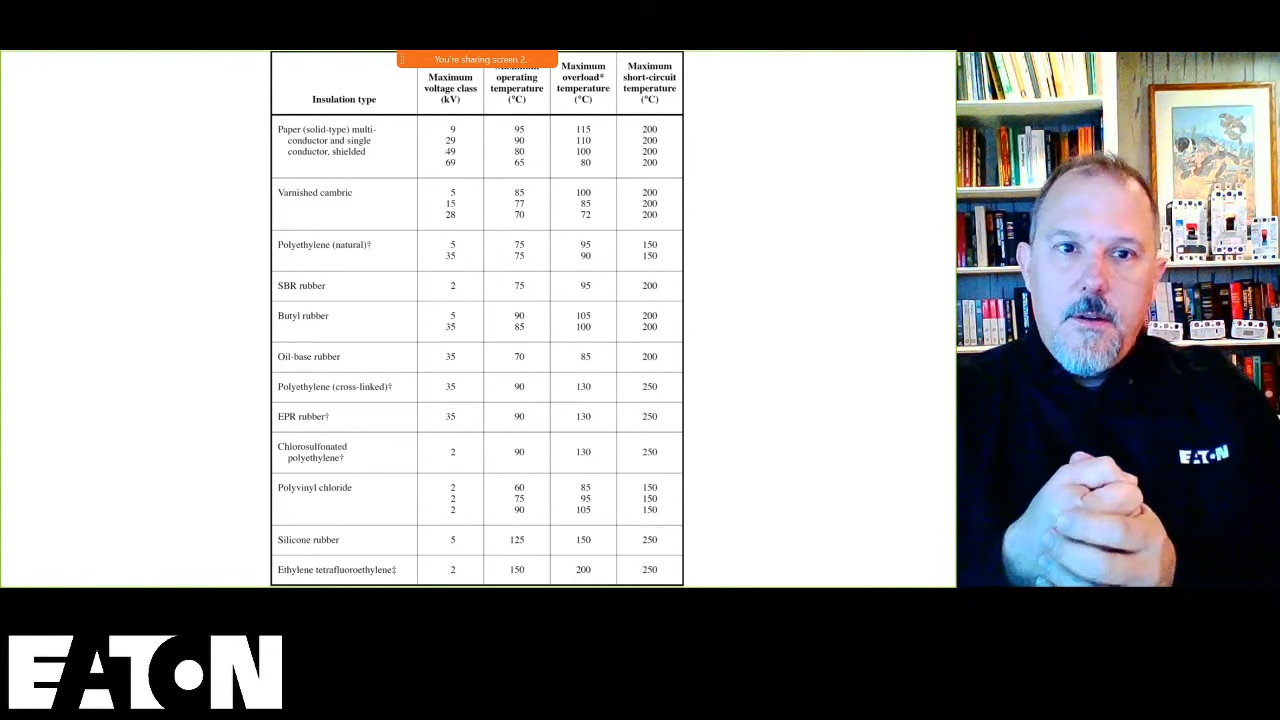 You're sharing screen 2.
Insulation type
Maximum
voltage class
(kV)
operating
temperature
(°C)
Maximum
overload*
temperature
(°C)
Maximum
short-circuit
temperature
(°C)
Paper (solid-type) multi- 9 95 115 200
conductor and single 29 90 110 200
conductor, shielded 49 80 100 200
69 65 80 200
Varnished cambric 5 85 100 200
15 77 85 200
28 70 72 200
Polyethylene (natural)† 5 75 95 150
35 75 90 150
SBR rubber 2 75 95 200
Butyl rubber 5 90 105 200
35 85 100 200
Oil-base rubber 35 70 85 200
Polyethylene (cross-linked)† 35 90 130 250
EPR rubber† 35 90 130 250
Chlorosulfonated
polyethylene† 2 90 130 250
Polyvinyl chloride 2 60 85 150
2 75 95 150
2 90 105 150
Silicone rubber 5 125 150 250
Ethylene tetrafluoroethylene‡ 2 150 200 250
EATON
EATON